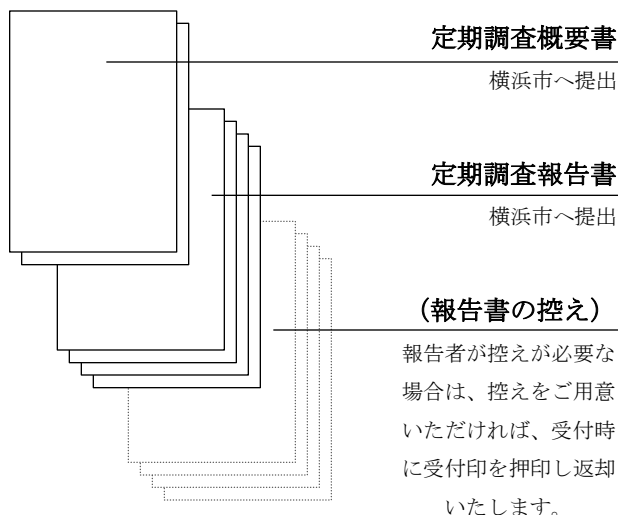 定期調査概要書
横浜市へ提出
定期調査報告書
横浜市へ提出
（報告書の控え）
報告者が控えが必要な
場合は、控えをご用意
いただければ、受付時
に受付印を押印し返却
いたします。